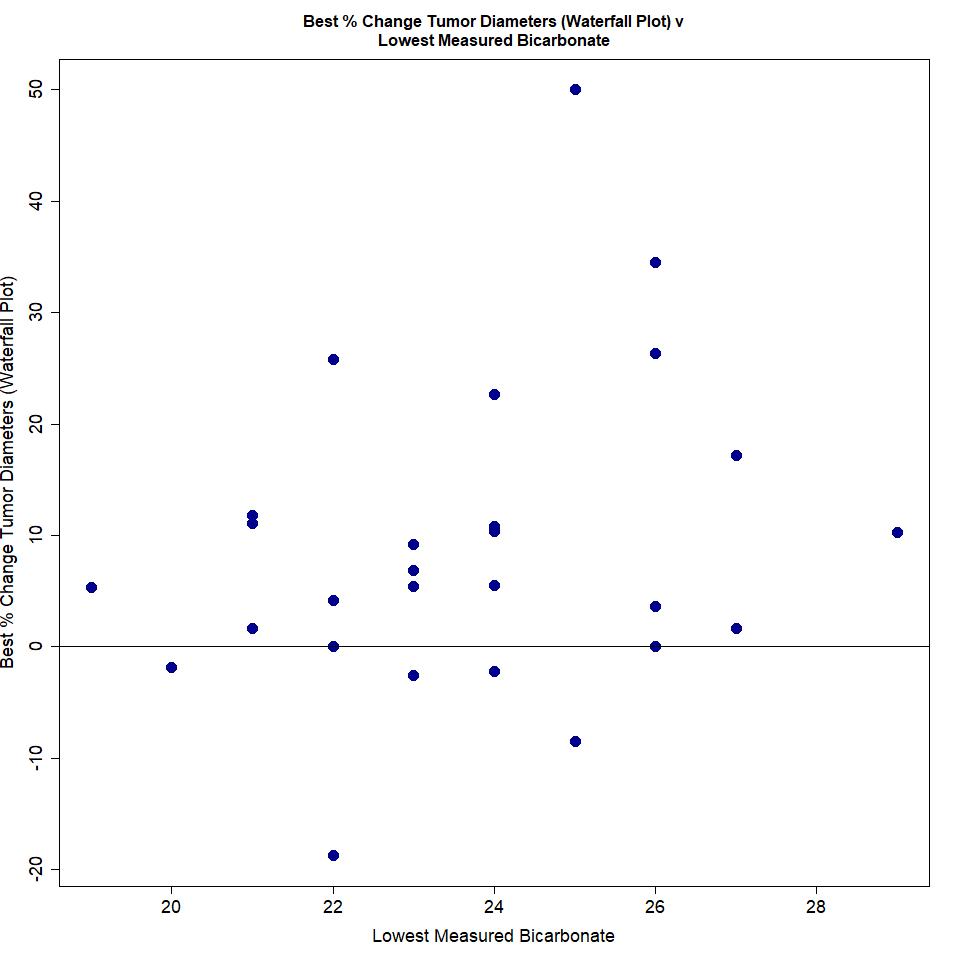 Best % Change Tumor Diameters (Waterfall Plot) v
Lowest Measured Bicarbonate
Best % Change Tumor Diameters (Waterfall Plot)
50
40
30
20
10
0
-10
-20
20 22 24 26 28
Lowest Measured Bicarbonate